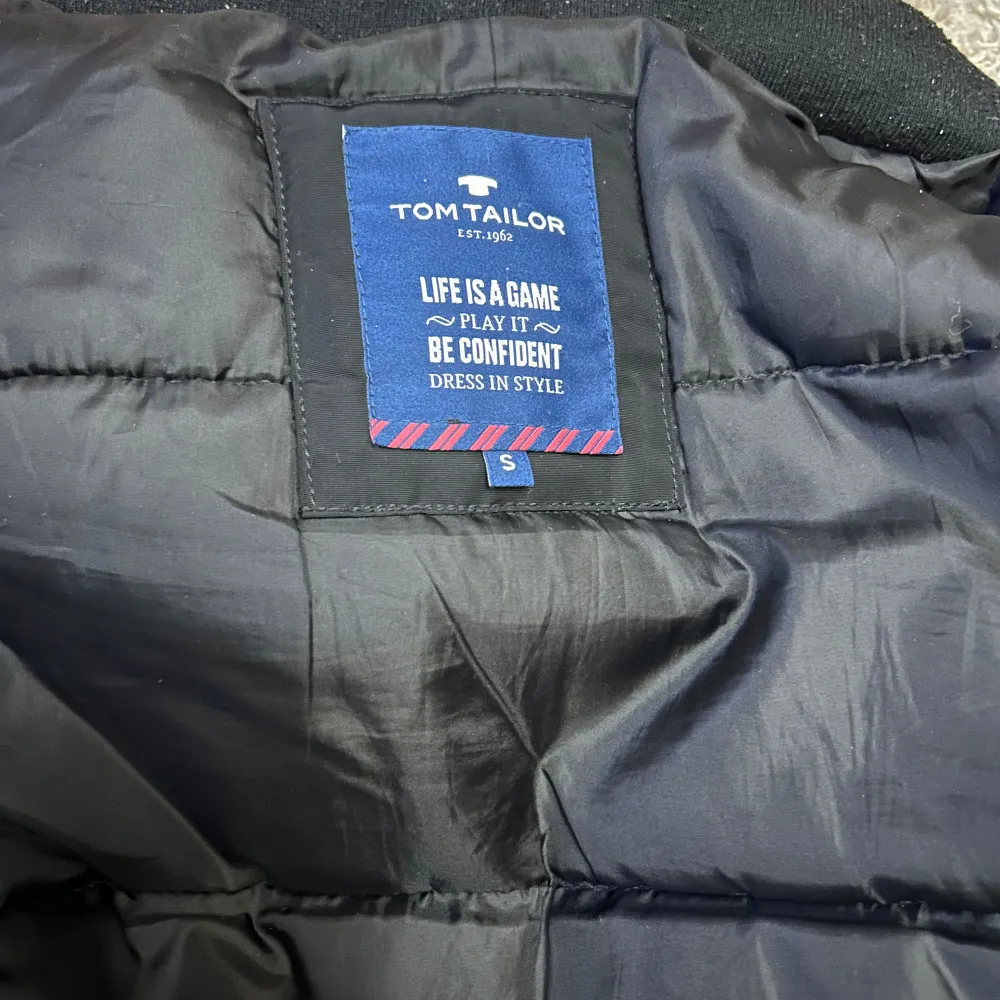 TOM TAILOR
EST.1962
LIFE IS A GAME
~ PLAY IT ~
BE CONFIDENT
DRESS IN STYLE
S